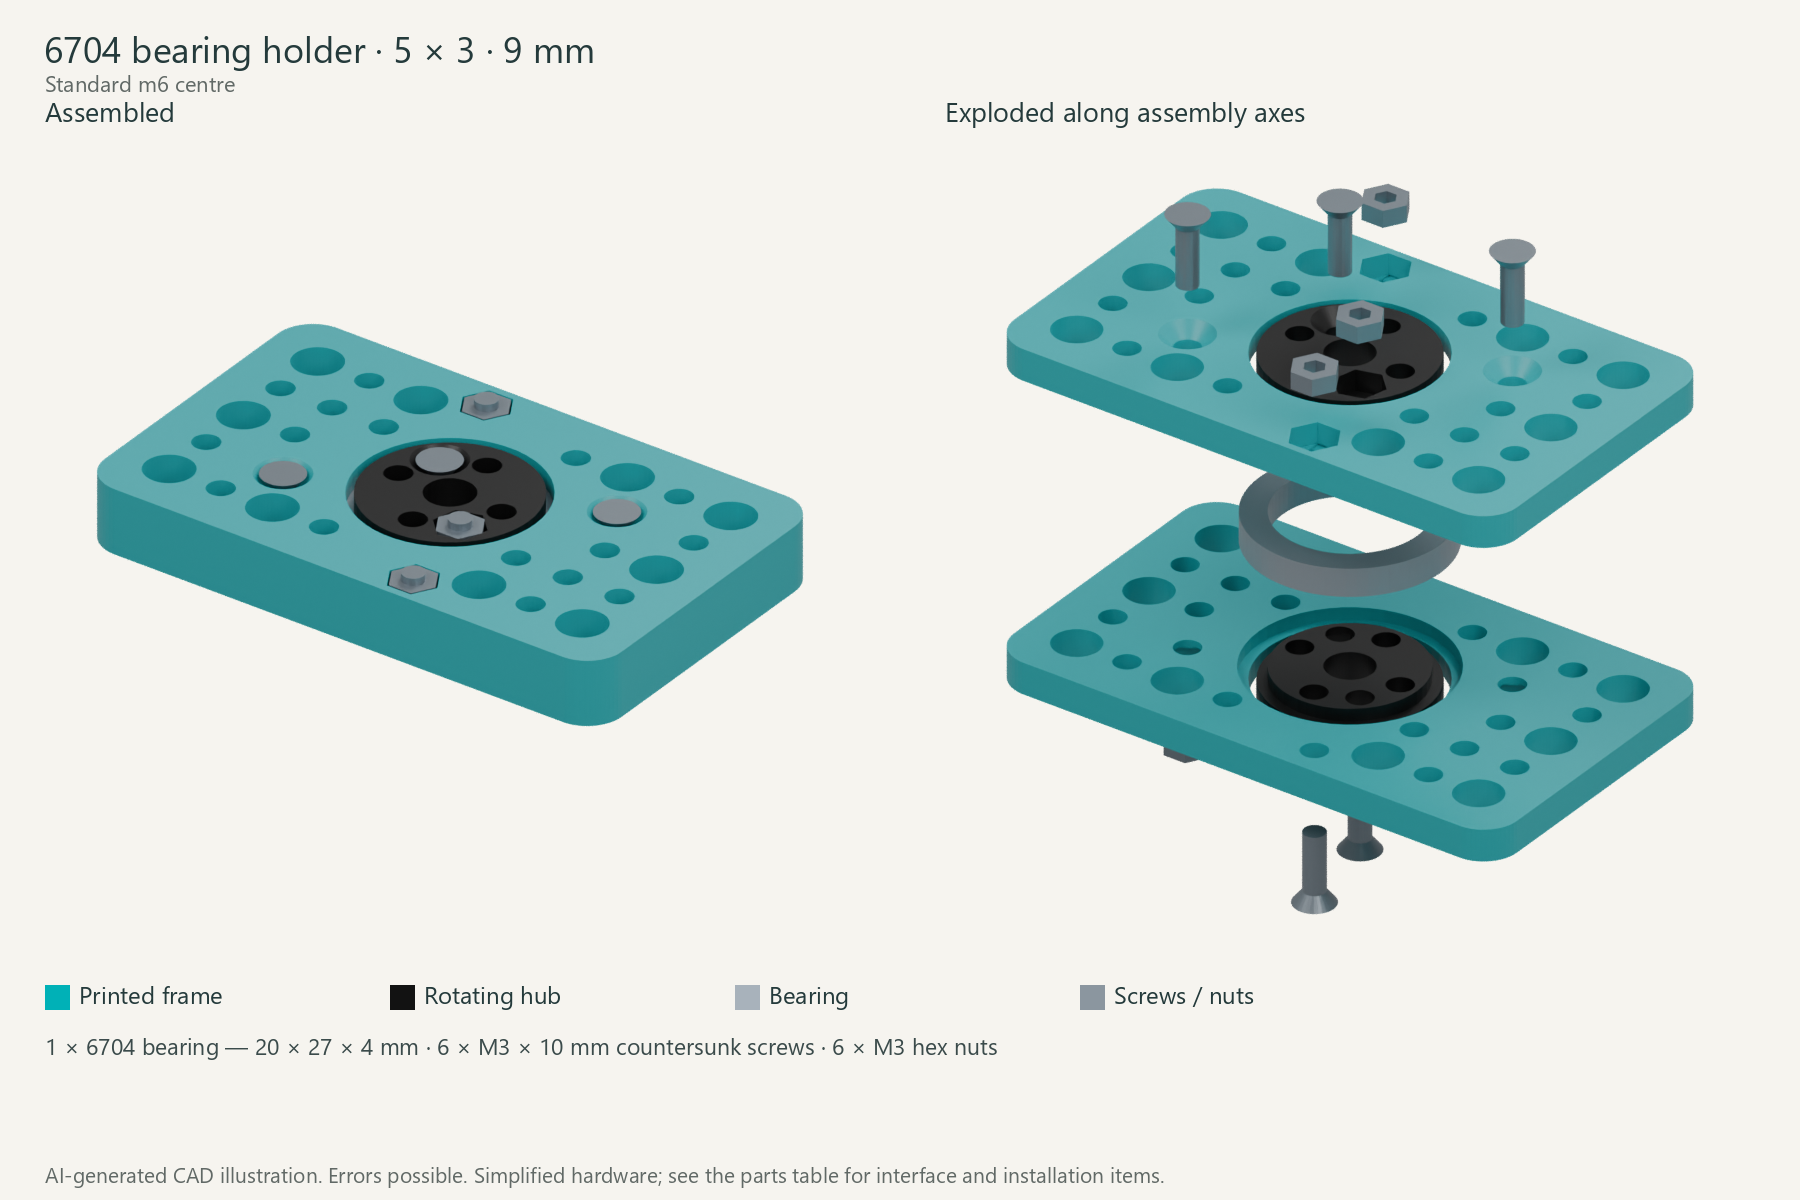 6704 bearing holder · 5 × 3 · 9 mm
Standard m6 centre
Assembled
Exploded along assembly axes
Printed frame
Rotating hub
Bearing
Screws / nuts
1 × 6704 bearing — 20 × 27 × 4 mm · 6 × M3 × 10 mm countersunk screws · 6 × M3 hex nuts
AI-generated CAD illustration. Errors possible. Simplified hardware; see the parts table for interface and installation items.